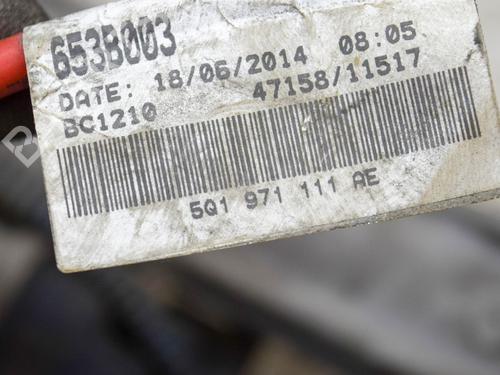 653B003
DATE: 18/06/2014 08:05
47158/11517
BC1210
5Q1 971 111 AE